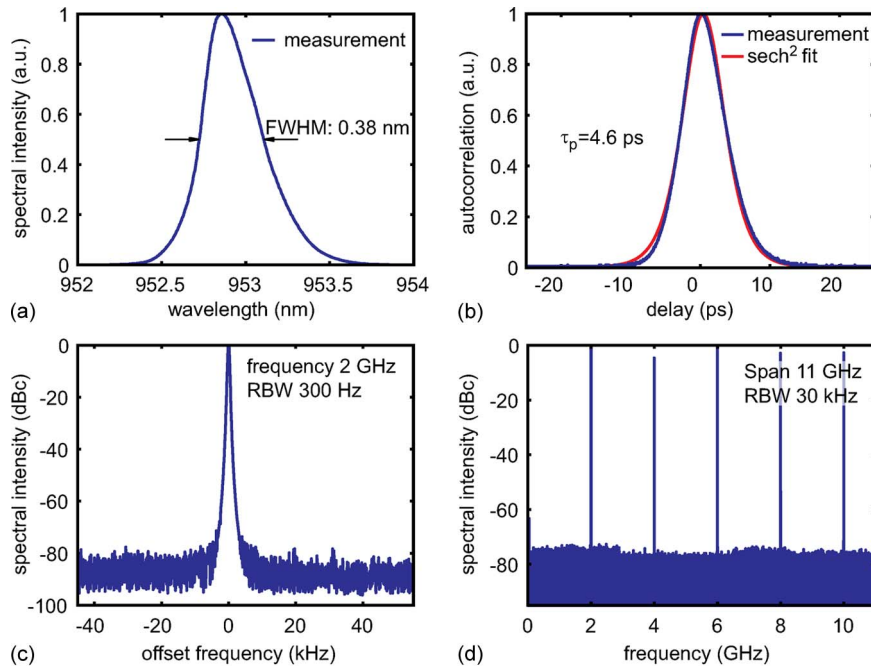 1
0.8
0.6
0.4
0.2
0
spectral intensity (a.u.)
measurement
FWHM: 0.38 nm
952
952.5
953
953.5
954
wavelength (nm)
(a)
1
0.8
0.6
0.4
0.2
0
autocorrelation (a.u.)
measurement
sech² fit
τp=4.6 ps
-20
-10
0
10
20
delay (ps)
(b)
0
-20
-40
-60
-80
-100
spectral intensity (dBc)
frequency 2 GHz
RBW 300 Hz
-40
-20
0
20
40
offset frequency (kHz)
(c)
0
-20
-40
-60
-80
spectral intensity (dBc)
Span 11 GHz
RBW 30 kHz
0
2
4
6
8
10
frequency (GHz)
(d)